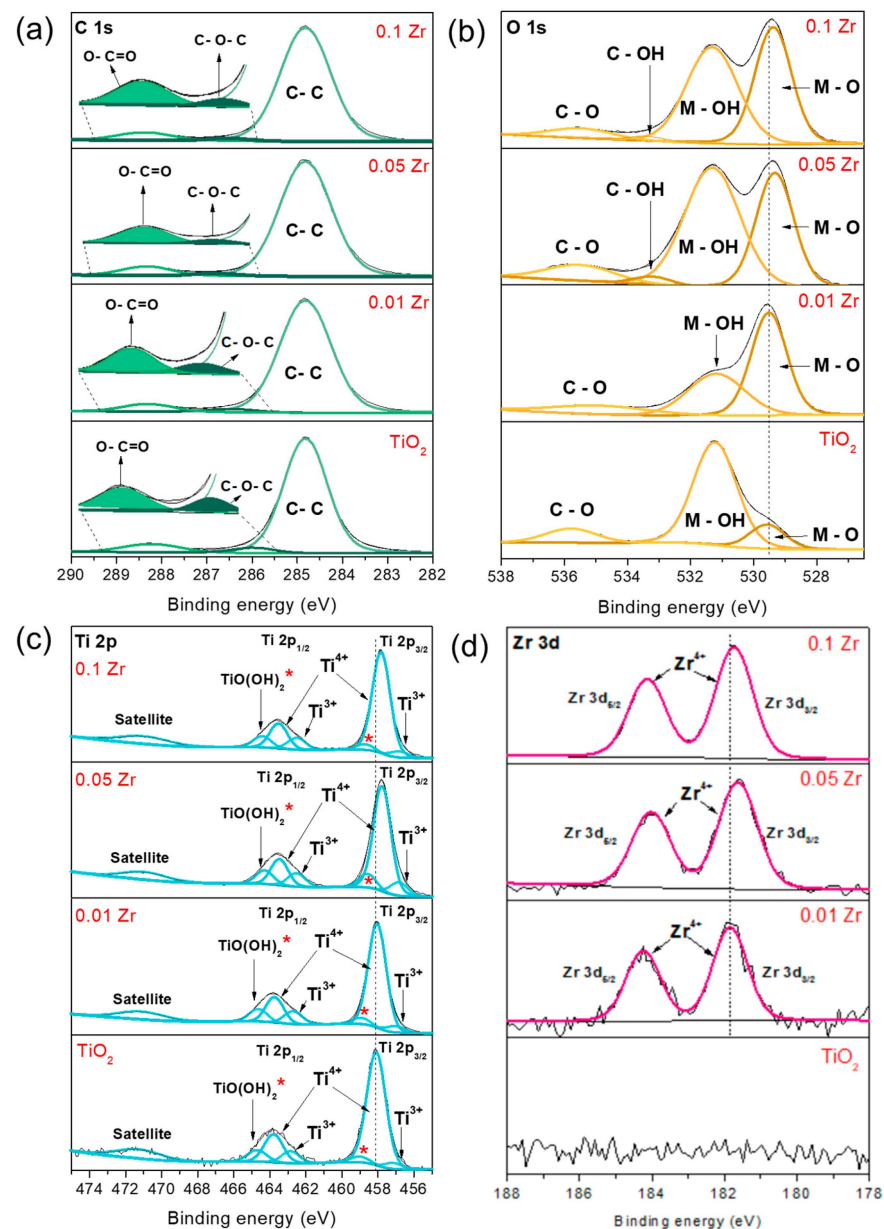 (a)
C 1s
0.1 Zr
O- C=O
C- O- C
C- C
0.05 Zr
O- C=O
C- O- C
C- C
0.01 Zr
O- C=O
C- O- C
C- C
TiO₂
O- C=O
C- O- C
C- C
290 289 288 287 286 285 284 283 282
Binding energy (eV)
(b)
O 1s
0.1 Zr
C - OH
C - O
M - OH
M - O
0.05 Zr
C - OH
C - O
M - OH
M - O
0.01 Zr
M - OH
C - O
M - O
TiO₂
C - O
M - OH
M - O
538 536 534 532 530 528
Binding energy (eV)
(c)
Ti 2p
0.1 Zr
Ti 2p₁/₂
Ti 2p₃/₂
TiO(OH)₂*
Ti⁴⁺
Ti³⁺
Ti³⁺
Satellite
*
0.05 Zr
Ti 2p₁/₂
Ti 2p₃/₂
TiO(OH)₂*
Ti⁴⁺
Ti³⁺
Ti³⁺
Satellite
*
0.01 Zr
Ti 2p₁/₂
Ti 2p₃/₂
TiO(OH)₂*
Ti⁴⁺
Ti³⁺
Ti³⁺
Satellite
*
TiO₂
Ti 2p₁/₂
Ti 2p₃/₂
TiO(OH)₂*
Ti⁴⁺
Ti³⁺
Ti³⁺
Satellite
*
474 471 468 466 464 462 460 458 456
Binding energy (eV)
(d)
Zr 3d
0.1 Zr
Zr⁴⁺
Zr 3d₅/₂
Zr 3d₃/₂
0.05 Zr
Zr⁴⁺
Zr 3d₅/₂
Zr 3d₃/₂
0.01 Zr
Zr⁴⁺
Zr 3d₅/₂
Zr 3d₃/₂
TiO₂
188 186 184 182 180 178
Binding energy (eV)